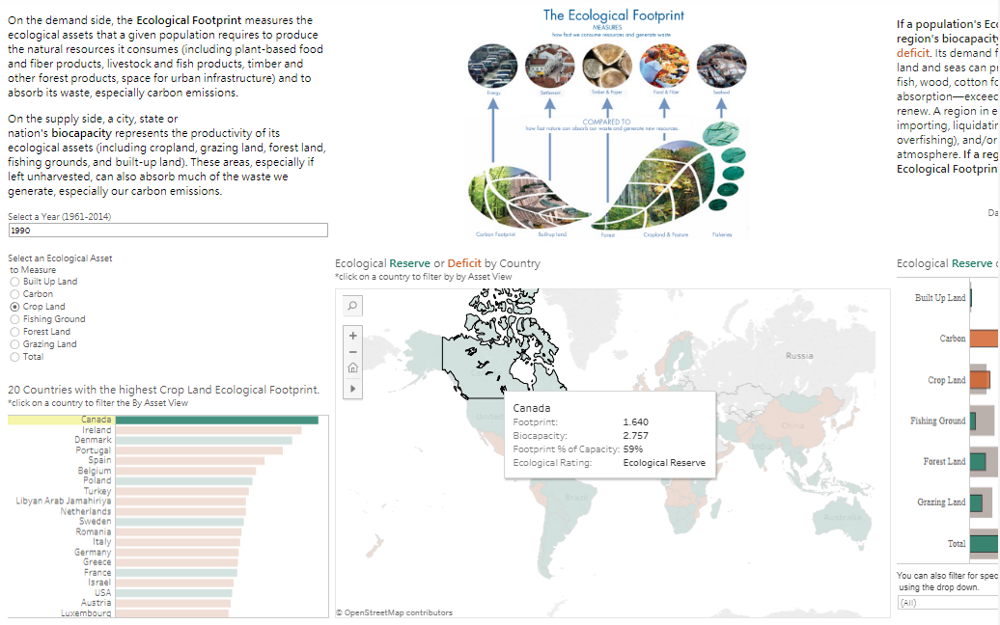 On the demand side, the Ecological Footprint measures the
ecological assets that a given population requires to produce
the natural resources it consumes (including plant-based food
and fiber products, livestock and fish products, timber and
other forest products, space for urban infrastructure) and to
absorb its waste, especially carbon emissions.
On the supply side, a city, state or
nation's biocapacity represents the productivity of its
ecological assets (including cropland, grazing land, forest land,
fishing grounds, and built-up land). These areas, especially if
left unharvested, can also absorb much of the waste we
generate, especially our carbon emissions.
Select a Year (1961-2014)
1990
Select an Ecological Asset
to Measure
Built Up Land
Carbon
Crop Land
Fishing Ground
Forest Land
Grazing Land
Total
20 Countries with the highest Crop Land Ecological Footprint.
*click on a country to filter the By Asset View
Canada
Ireland
Denmark
Portugal
Spain
Belgium
Poland
Turkey
Libyan Arab Jamahiriya
Netherlands
Sweden
Romania
Italy
Germany
Greece
France
Israel
USA
Austria
Luxembourg
The Ecological Footprint
MEASURES
how fast we consume resources and generate waste
Energy
Settlement
Timber & Paper
Food & Fiber
Seafood
COMPARED TO
how fast nature can absorb our waste and generate new resources.
Carbon Footprint
Built-up land
Forest
Cropland & Pasture
Fisheries
Ecological Reserve or Deficit by Country
*click on a country to filter by by Asset View
+
−
Russia
United
China
India
Brazil
Australia
Canada
Footprint: 1.640
Biocapacity: 2.757
Footprint % of Capacity: 59%
Ecological Rating: Ecological Reserve
© OpenStreetMap contributors
If a population's Ec
region's biocapacity
deficit. Its demand f
land and seas can pr
fish, wood, cotton fo
absorption—exceed
renew. A region in e
importing, liquidatin
overfishing), and/or
atmosphere. If a reg
Ecological Footprin
Da
Ecological Reserve o
Built Up Land
Carbon
Crop Land
Fishing Ground
Forest Land
Grazing Land
Total
You can also filter for spec
using the drop down.
(All)